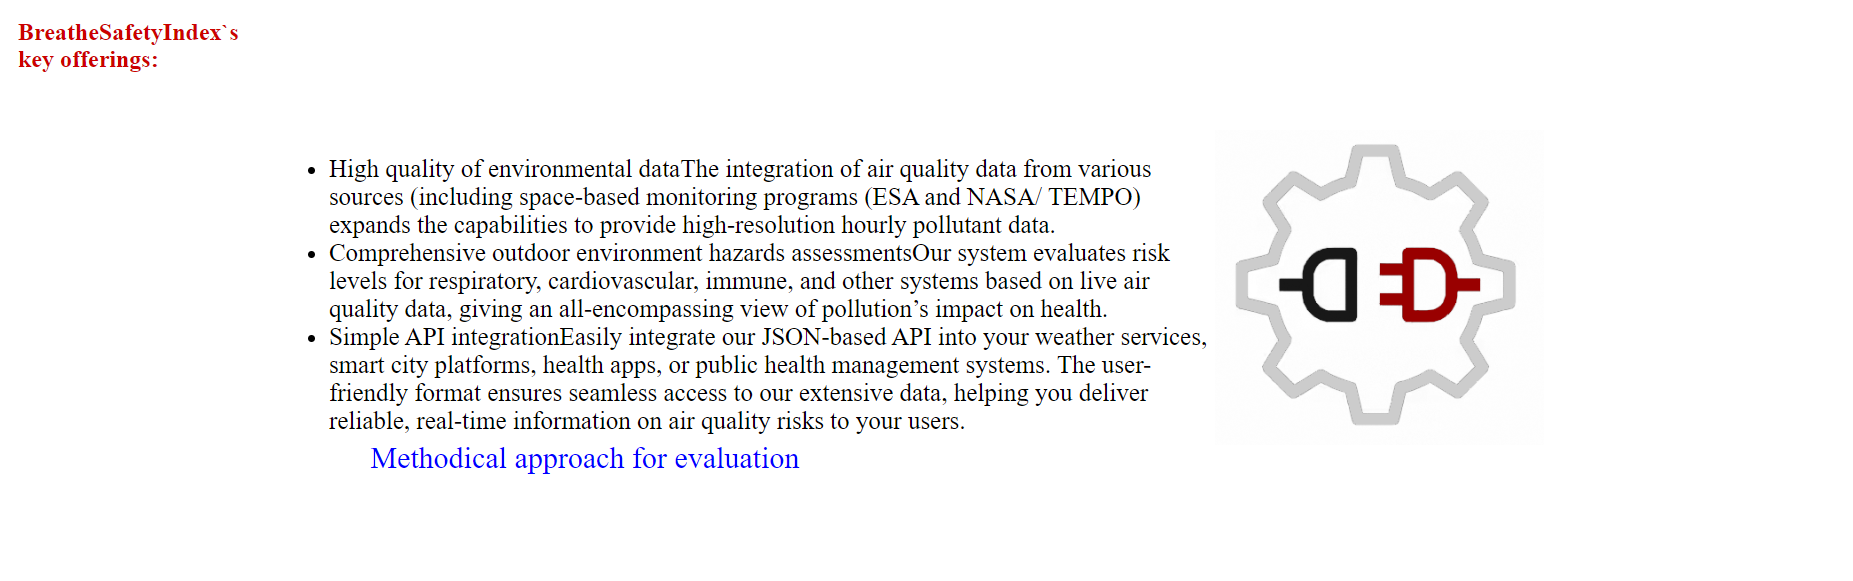 BreatheSafetyIndex`s
key offerings:
High quality of environmental dataThe integration of air quality data from various
sources (including space-based monitoring programs (ESA and NASA/ TEMPO)
expands the capabilities to provide high-resolution hourly pollutant data.
Comprehensive outdoor environment hazards assessmentsOur system evaluates risk
levels for respiratory, cardiovascular, immune, and other systems based on live air
quality data, giving an all-encompassing view of pollution’s impact on health.
Simple API integrationEasily integrate our JSON-based API into your weather services,
smart city platforms, health apps, or public health management systems. The user-
friendly format ensures seamless access to our extensive data, helping you deliver
reliable, real-time information on air quality risks to your users.
Methodical approach for evaluation